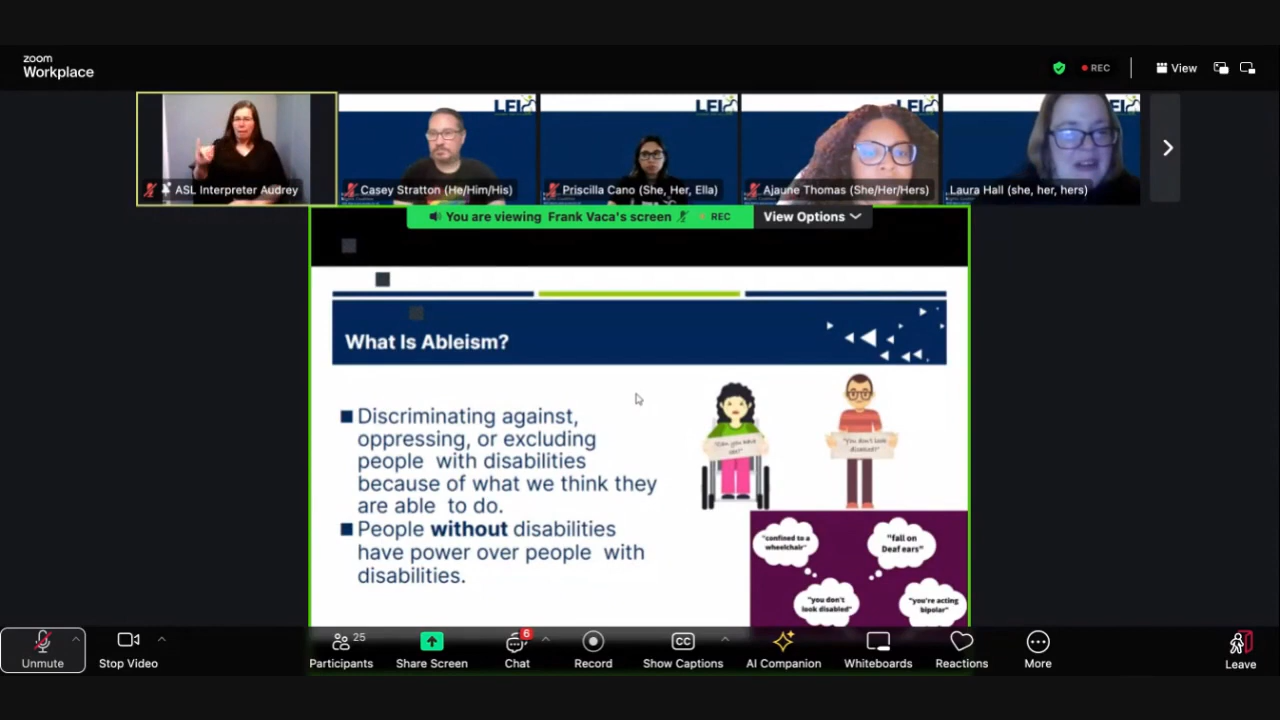 zoom
Workplace
REC
View
LEI
LEI
LEI
LEI
ASL Interpreter Audrey
Casey Stratton (He/Him/His)
Priscilla Cano (She, Her, Ella)
Ajaune Thomas (She/Her/Hers)
Laura Hall (she, her, hers)
You are viewing Frank Vaca's screen
REC
View Options
What Is Ableism?
Discriminating against,
oppressing, or excluding
people with disabilities
because of what we think they
are able to do.
People without disabilities
have power over people with
disabilities.
"You don't look
disabled!"
"confined to a
wheelchair"
"fall on
Deaf ears"
"you don't
look disabled"
"you're acting
bipolar"
Unmute
Stop Video
25
Participants
Share Screen
6
Chat
Record
CC
Show Captions
AI Companion
Whiteboards
Reactions
More
Leave